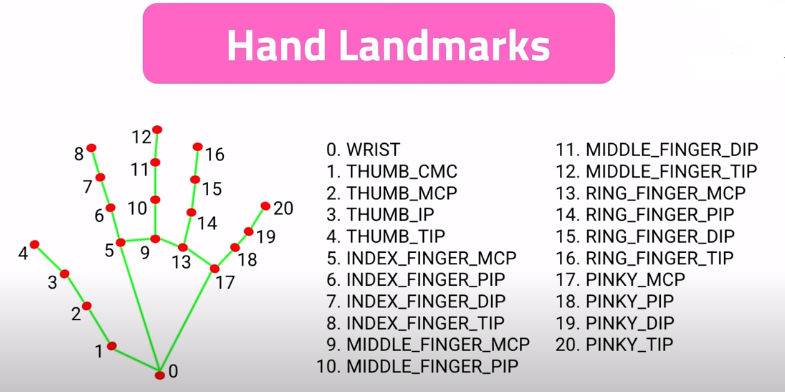 Hand Landmarks
12
8
16
11
7
15
6
10
14
20
5
9
13
19
18
4
3
17
2
1
0
0. WRIST
1. THUMB_CMC
2. THUMB_MCP
3. THUMB_IP
4. THUMB_TIP
5. INDEX_FINGER_MCP
6. INDEX_FINGER_PIP
7. INDEX_FINGER_DIP
8. INDEX_FINGER_TIP
9. MIDDLE_FINGER_MCP
10. MIDDLE_FINGER_PIP
11. MIDDLE_FINGER_DIP
12. MIDDLE_FINGER_TIP
13. RING_FINGER_MCP
14. RING_FINGER_PIP
15. RING_FINGER_DIP
16. RING_FINGER_TIP
17. PINKY_MCP
18. PINKY_PIP
19. PINKY_DIP
20. PINKY_TIP